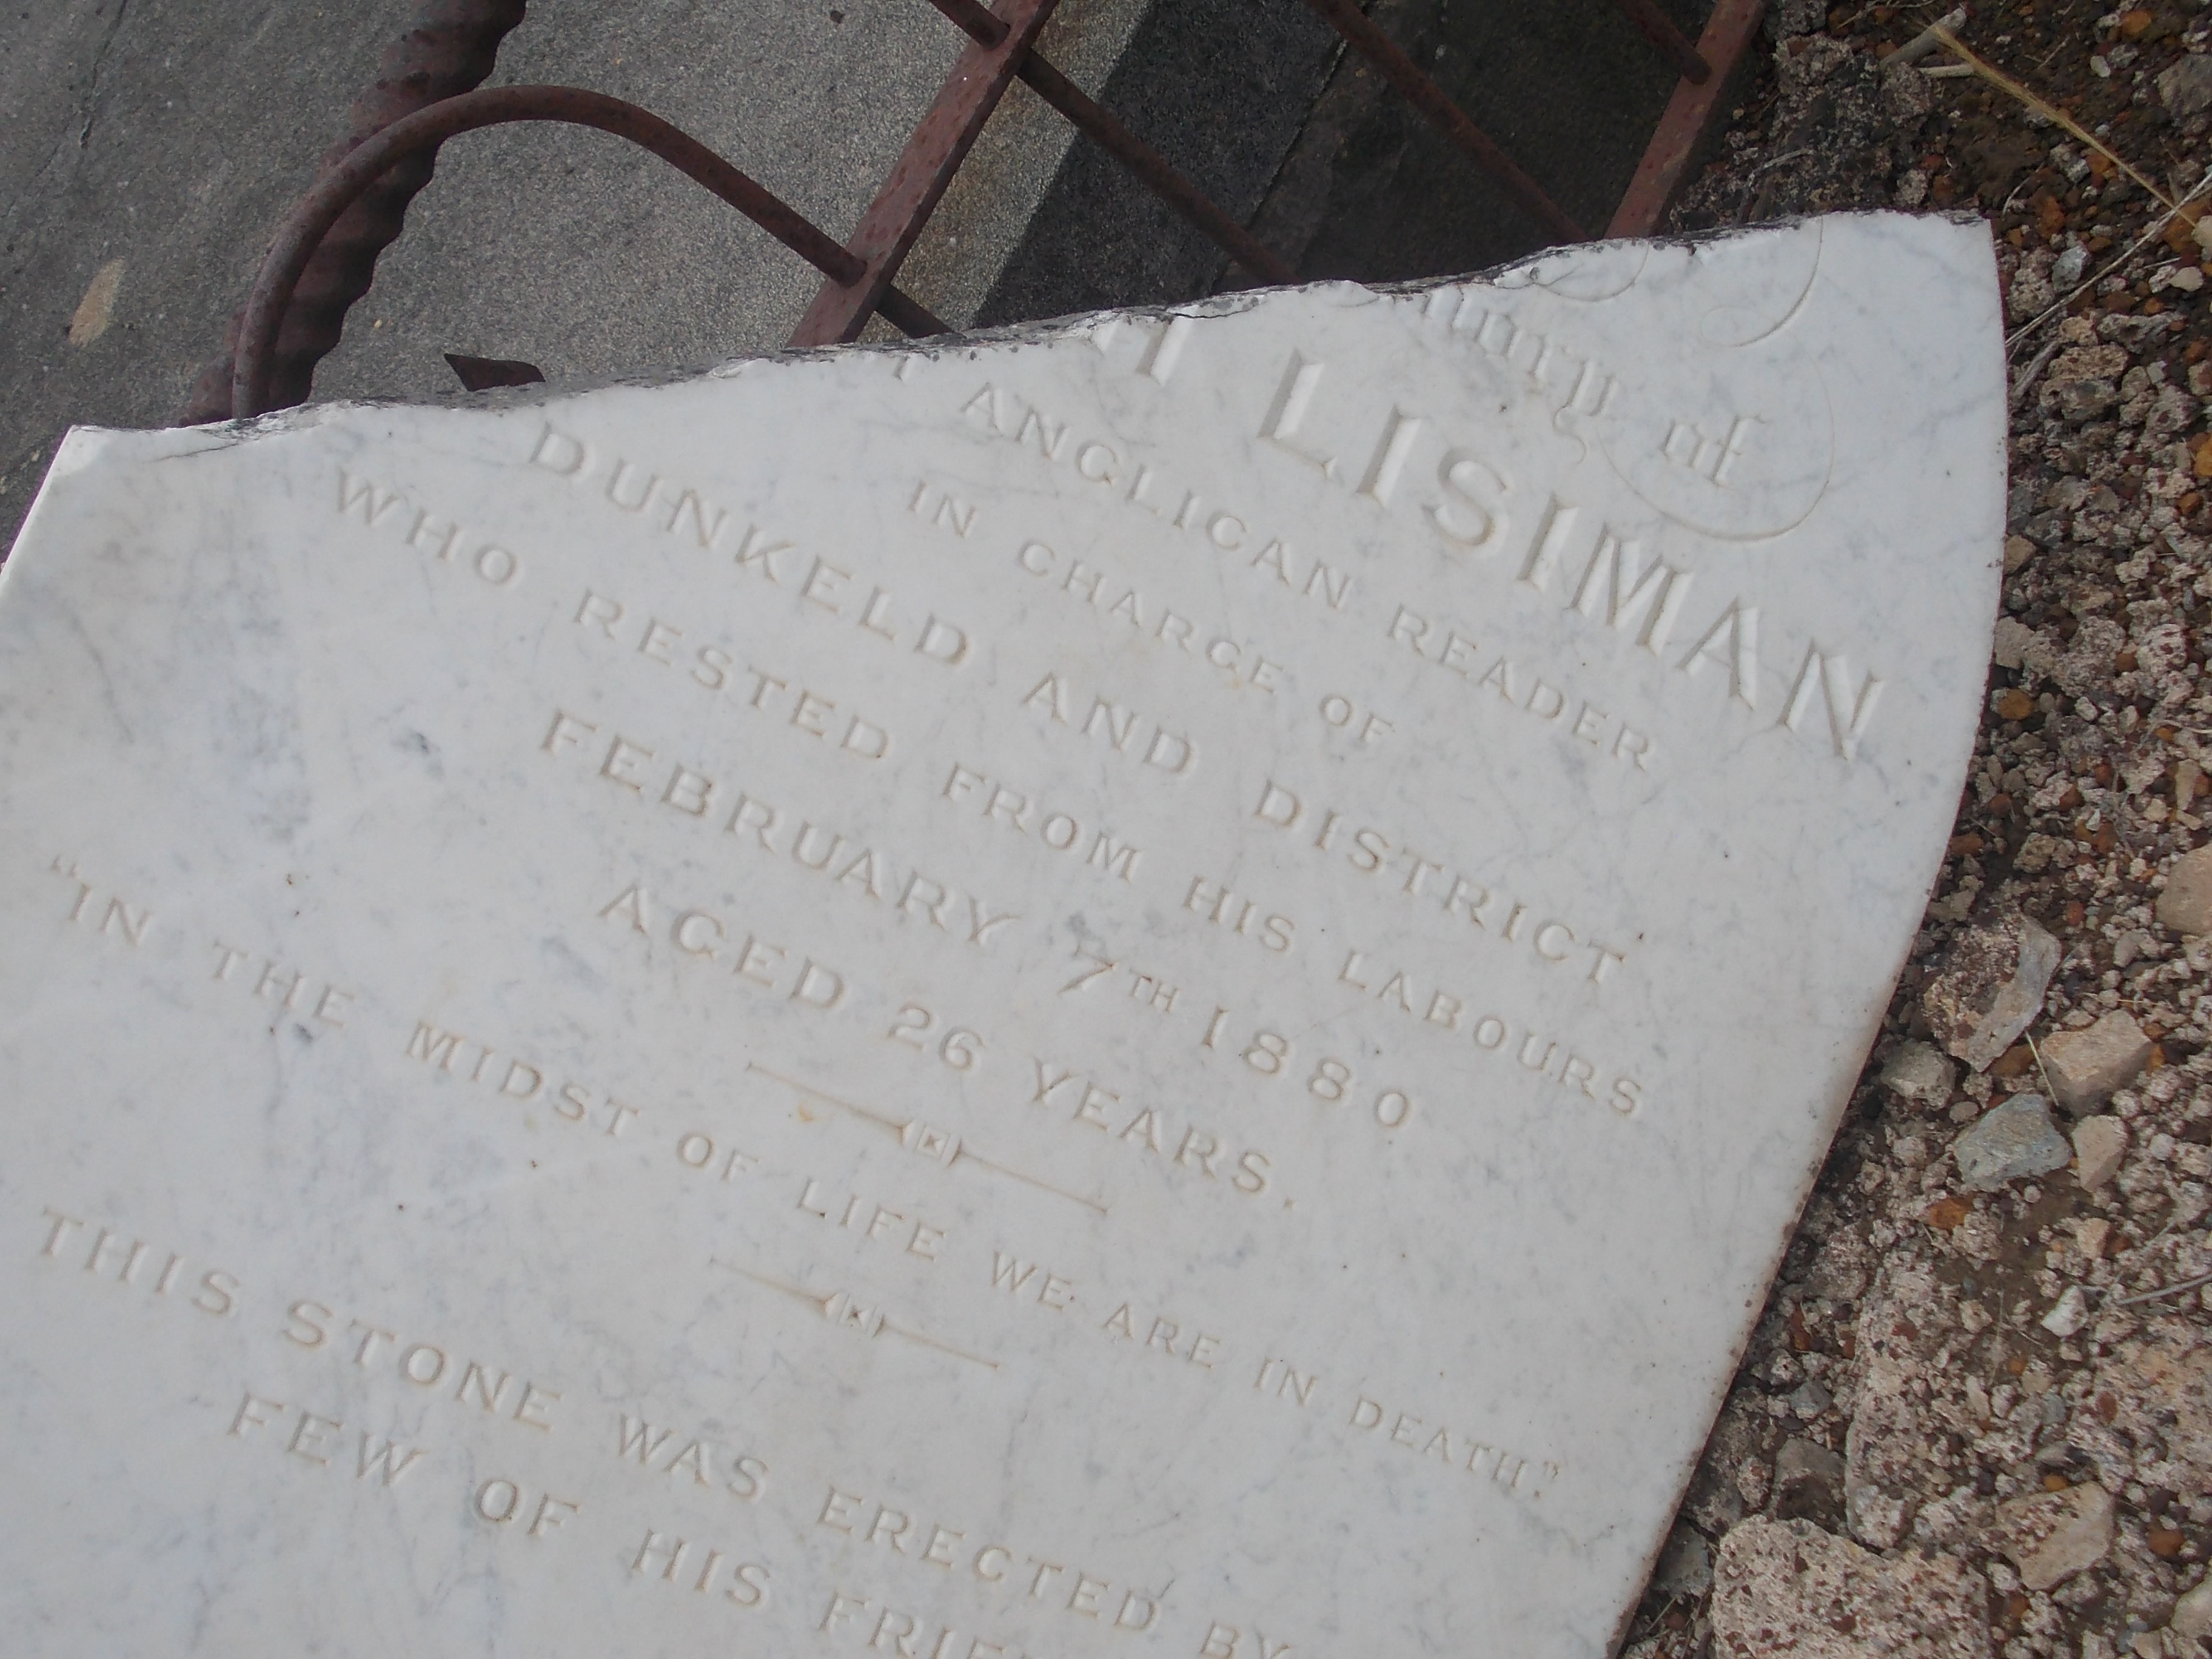 of
LISIMAN
ANGLICAN READER
IN CHARGE OF
DUNKELD AND DISTRICT
WHO RESTED FROM HIS LABOURS
FEBRUARY 7TH 1880
AGED 26 YEARS.
"IN THE MIDST OF LIFE WE ARE IN DEATH."
THIS STONE WAS ERECTED BY
FEW OF HIS